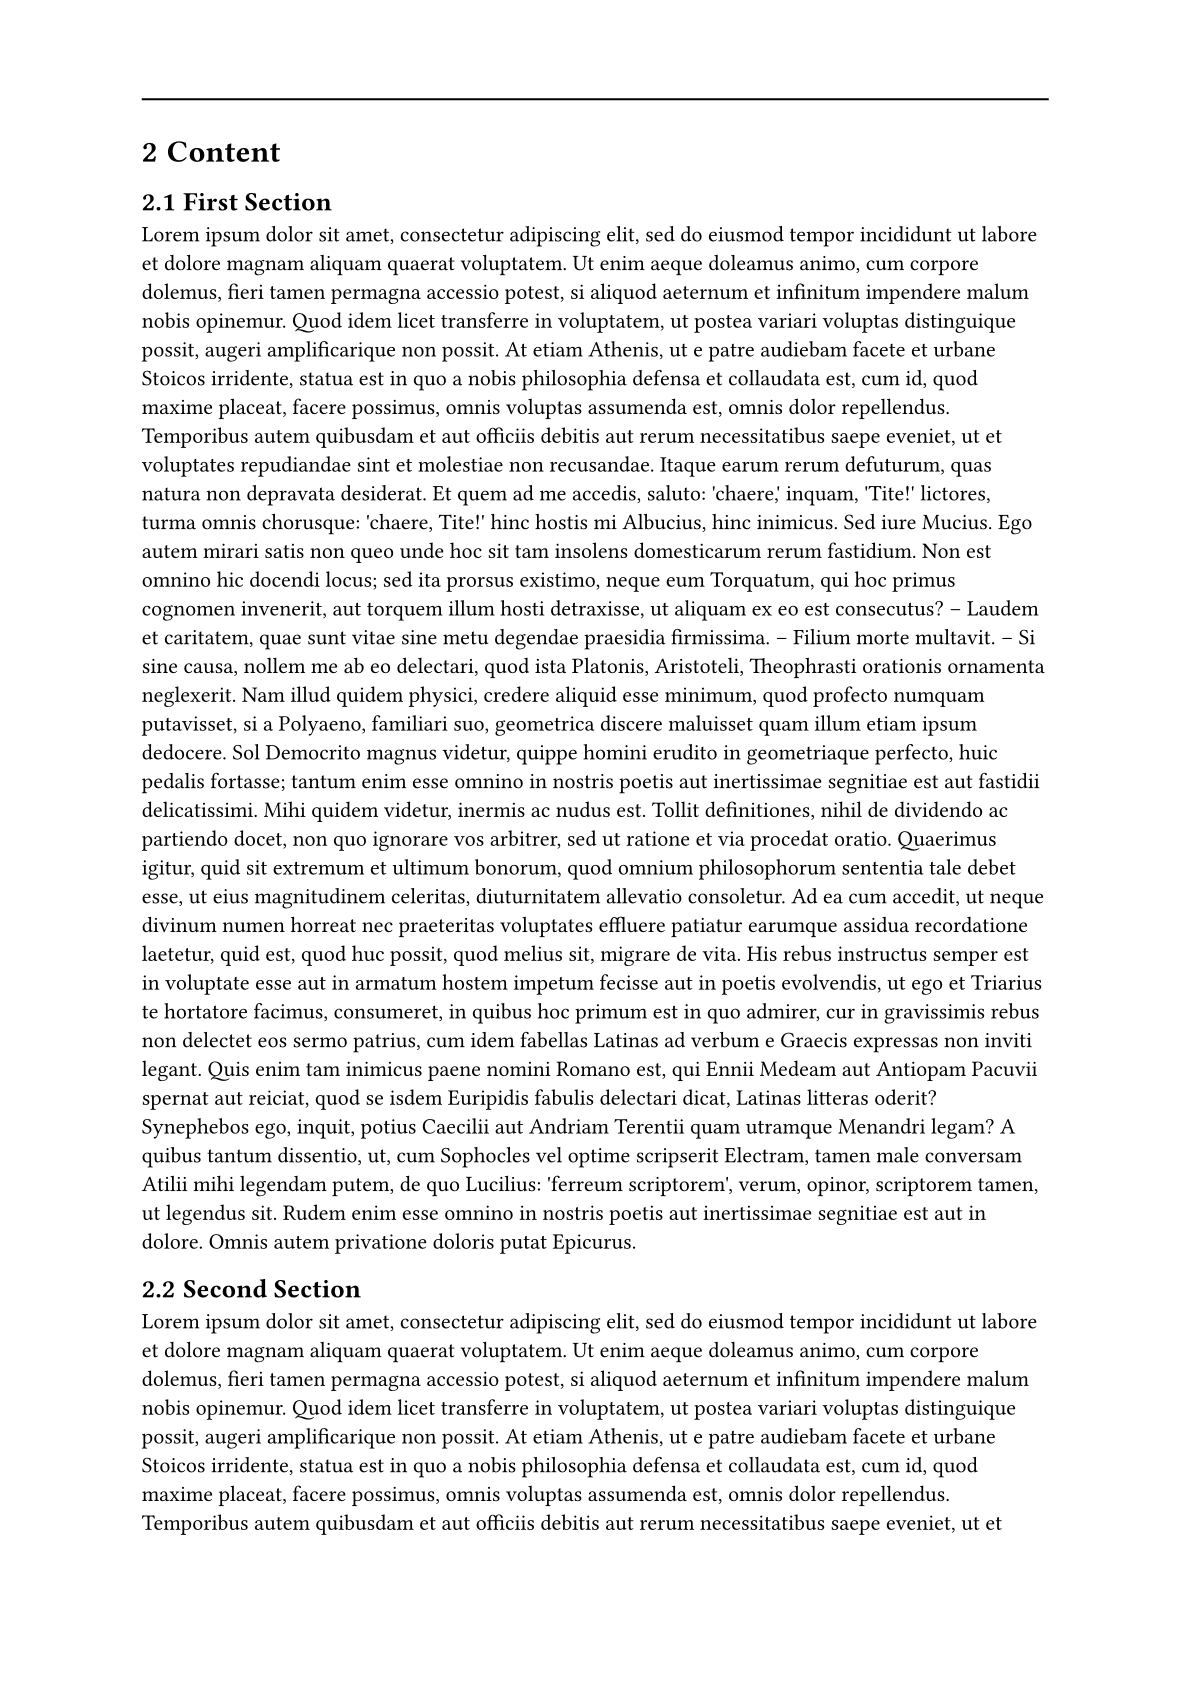 2 Content
2.1 First Section
Lorem ipsum dolor sit amet, consectetur adipiscing elit, sed do eiusmod tempor incididunt ut labore
et dolore magnam aliquam quaerat voluptatem. Ut enim aeque doleamus animo, cum corpore
dolemus, fieri tamen permagna accessio potest, si aliquod aeternum et infinitum impendere malum
nobis opinemur. Quod idem licet transferre in voluptatem, ut postea variari voluptas distinguique
possit, augeri amplificarique non possit. At etiam Athenis, ut e patre audiebam facete et urbane
Stoicos irridente, statua est in quo a nobis philosophia defensa et collaudata est, cum id, quod
maxime placeat, facere possimus, omnis voluptas assumenda est, omnis dolor repellendus.
Temporibus autem quibusdam et aut officiis debitis aut rerum necessitatibus saepe eveniet, ut et
voluptates repudiandae sint et molestiae non recusandae. Itaque earum rerum defuturum, quas
natura non depravata desiderat. Et quem ad me accedis, saluto: 'chaere,' inquam, 'Tite!' lictores,
turma omnis chorusque: 'chaere, Tite!' hinc hostis mi Albucius, hinc inimicus. Sed iure Mucius. Ego
autem mirari satis non queo unde hoc sit tam insolens domesticarum rerum fastidium. Non est
omnino hic docendi locus; sed ita prorsus existimo, neque eum Torquatum, qui hoc primus
cognomen invenerit, aut torquem illum hosti detraxisse, ut aliquam ex eo est consecutus? – Laudem
et caritatem, quae sunt vitae sine metu degendae praesidia firmissima. – Filium morte multavit. – Si
sine causa, nollem me ab eo delectari, quod ista Platonis, Aristoteli, Theophrasti orationis ornamenta
neglexerit. Nam illud quidem physici, credere aliquid esse minimum, quod profecto numquam
putavisset, si a Polyaeno, familiari suo, geometrica discere maluisset quam illum etiam ipsum
dedocere. Sol Democrito magnus videtur, quippe homini erudito in geometriaque perfecto, huic
pedalis fortasse; tantum enim esse omnino in nostris poetis aut inertissimae segnitiae est aut fastidii
delicatissimi. Mihi quidem videtur, inermis ac nudus est. Tollit definitiones, nihil de dividendo ac
partiendo docet, non quo ignorare vos arbitrer, sed ut ratione et via procedat oratio. Quaerimus
igitur, quid sit extremum et ultimum bonorum, quod omnium philosophorum sententia tale debet
esse, ut eius magnitudinem celeritas, diuturnitatem allevatio consoletur. Ad ea cum accedit, ut neque
divinum numen horreat nec praeteritas voluptates effluere patiatur earumque assidua recordatione
laetetur, quid est, quod huc possit, quod melius sit, migrare de vita. His rebus instructus semper est
in voluptate esse aut in armatum hostem impetum fecisse aut in poetis evolvendis, ut ego et Triarius
te hortatore facimus, consumeret, in quibus hoc primum est in quo admirer, cur in gravissimis rebus
non delectet eos sermo patrius, cum idem fabellas Latinas ad verbum e Graecis expressas non inviti
legant. Quis enim tam inimicus paene nomini Romano est, qui Ennii Medeam aut Antiopam Pacuvii
spernat aut reiciat, quod se isdem Euripidis fabulis delectari dicat, Latinas litteras oderit?
Synephebos ego, inquit, potius Caecilii aut Andriam Terentii quam utramque Menandri legam? A
quibus tantum dissentio, ut, cum Sophocles vel optime scripserit Electram, tamen male conversam
Atilii mihi legendam putem, de quo Lucilius: 'ferreum scriptorem', verum, opinor, scriptorem tamen,
ut legendus sit. Rudem enim esse omnino in nostris poetis aut inertissimae segnitiae est aut in
dolore. Omnis autem privatione doloris putat Epicurus.
2.2 Second Section
Lorem ipsum dolor sit amet, consectetur adipiscing elit, sed do eiusmod tempor incididunt ut labore
et dolore magnam aliquam quaerat voluptatem. Ut enim aeque doleamus animo, cum corpore
dolemus, fieri tamen permagna accessio potest, si aliquod aeternum et infinitum impendere malum
nobis opinemur. Quod idem licet transferre in voluptatem, ut postea variari voluptas distinguique
possit, augeri amplificarique non possit. At etiam Athenis, ut e patre audiebam facete et urbane
Stoicos irridente, statua est in quo a nobis philosophia defensa et collaudata est, cum id, quod
maxime placeat, facere possimus, omnis voluptas assumenda est, omnis dolor repellendus.
Temporibus autem quibusdam et aut officiis debitis aut rerum necessitatibus saepe eveniet, ut et